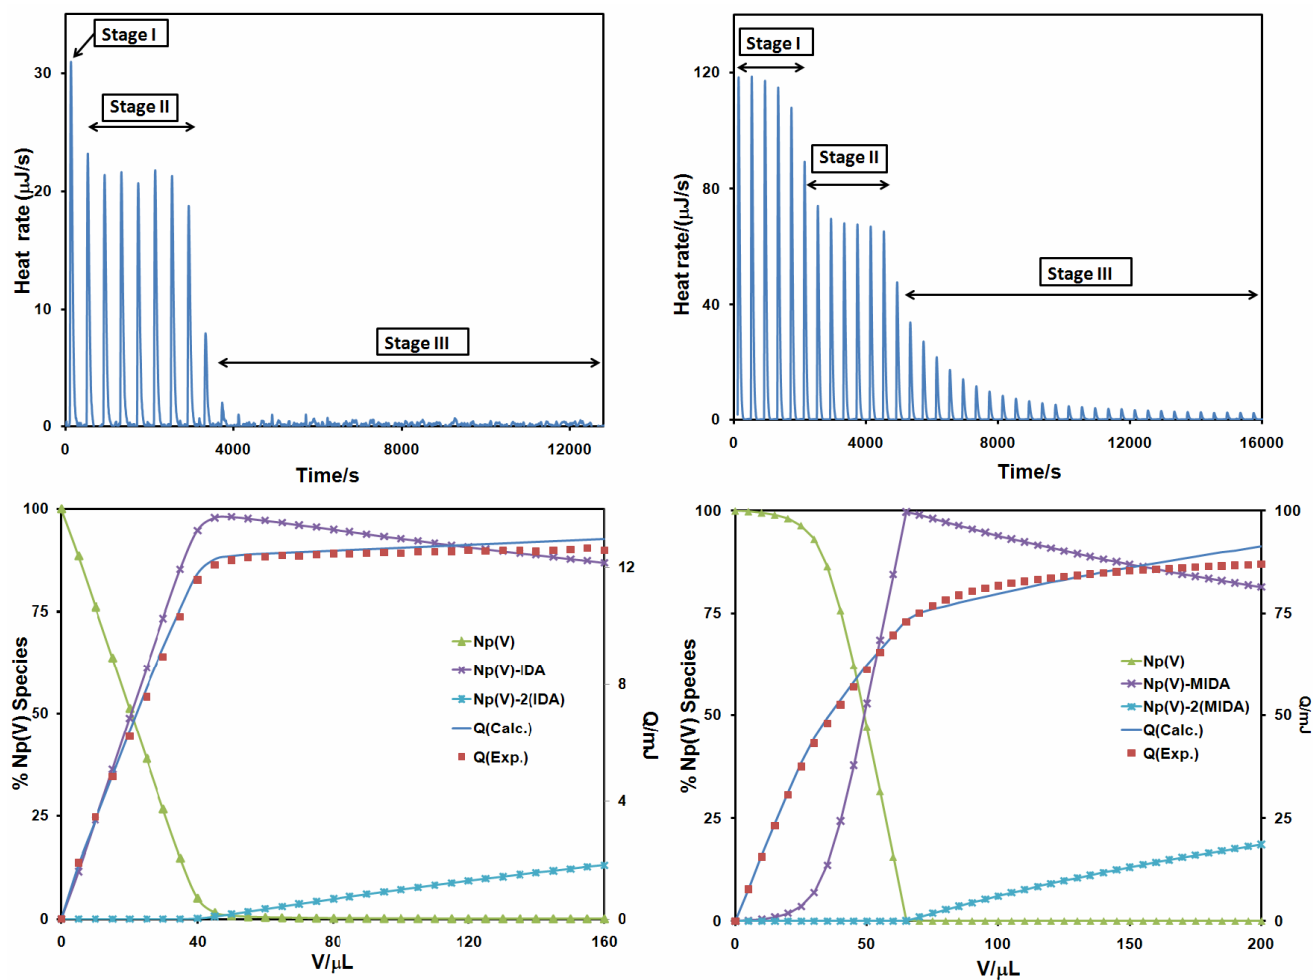 Stage I
Stage II
Stage III
Heat rate (μJ/s)
30
20
10
0
0
4000
8000
12000
Time/s
Stage I
Stage II
Stage III
Heat rate/(μJ/s)
120
80
40
0
0
4000
8000
12000
16000
Time/s
% Np(V) Species
100
75
50
25
0
Np(V)
Np(V)-IDA
Np(V)-2(IDA)
Q(Calc.)
Q(Exp.)
12
8
4
0
Q/mJ
0
40
80
120
160
V/μL
% Np(V) Species
100
75
50
25
0
Np(V)
Np(V)-MIDA
Np(V)-2(MIDA)
Q(Calc.)
Q(Exp.)
100
75
50
25
0
Q/mJ
0
50
100
150
200
V/μL